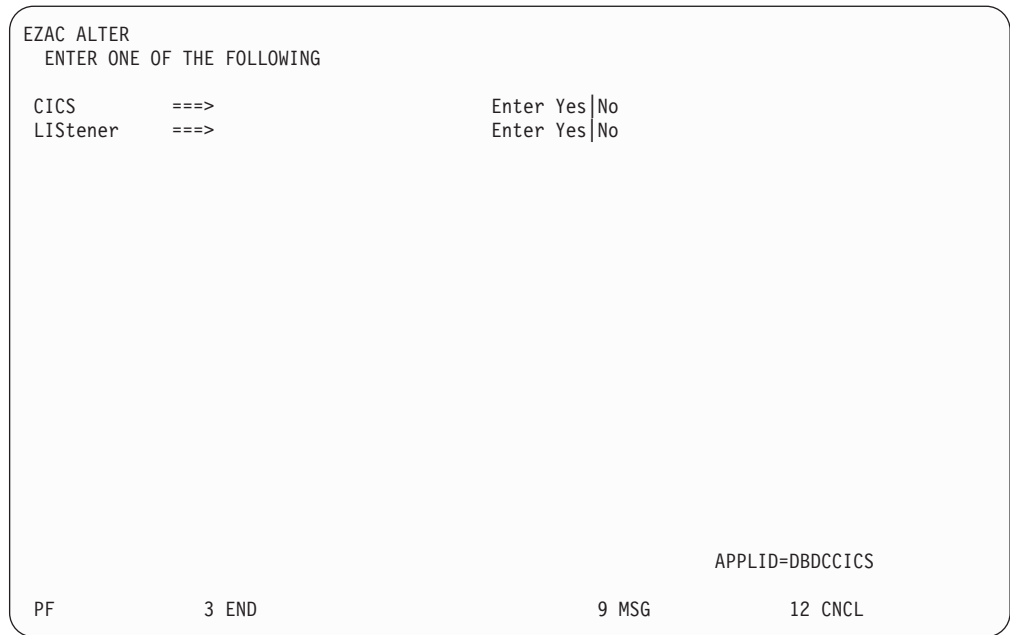 EZAC ALTER
ENTER ONE OF THE FOLLOWING
CICS ===> Enter Yes|No
LIStener ===> Enter Yes|No
APPLID=DBDCCICS
PF 3 END 9 MSG 12 CNCL